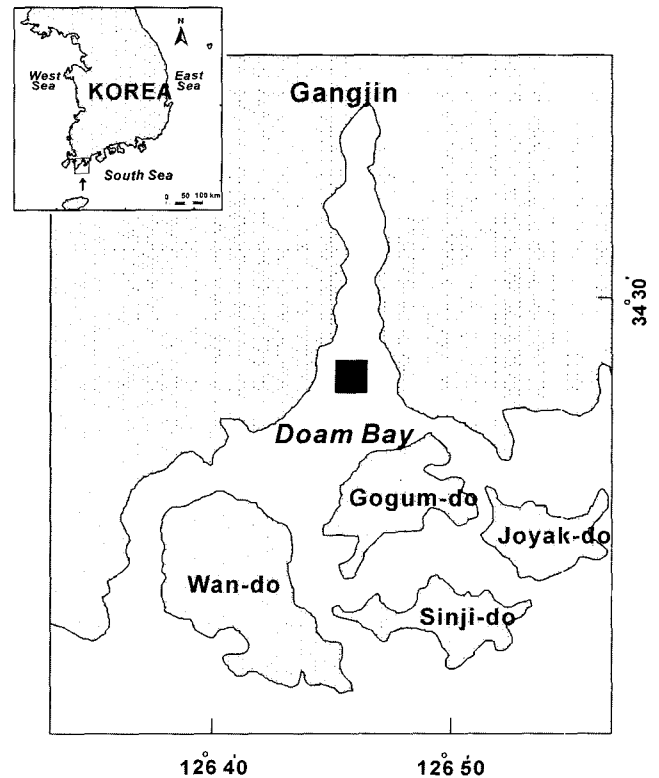 N
West
Sea
KOREA
East
Sea
South Sea
0 50 100 km
Gangjin
34° 30'
Doam Bay
Gogum-do
Joyak-do
Wan-do
Sinji-do
126° 40'
126° 50'